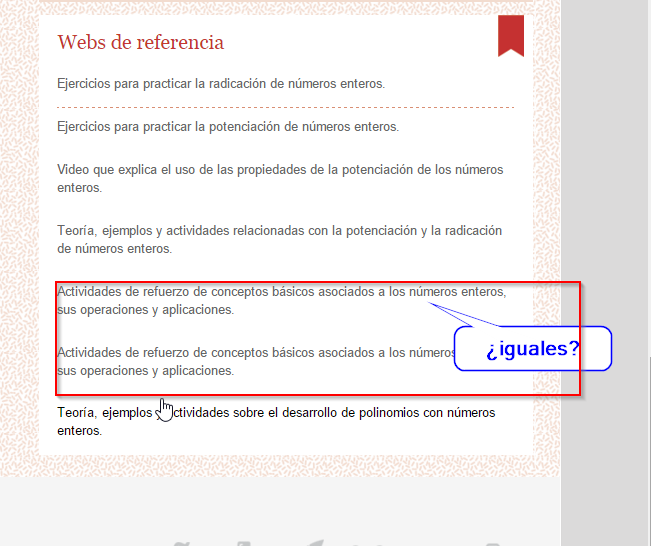 Webs de referencia
Ejercicios para practicar la radicación de números enteros.
Ejercicios para practicar la potenciación de números enteros.
Video que explica el uso de las propiedades de la potenciación de los números
enteros.
Teoría, ejemplos y actividades relacionadas con la potenciación y la radicación
de números enteros.
Actividades de refuerzo de conceptos básicos asociados a los números enteros,
sus operaciones y aplicaciones.
¿iguales?
Actividades de refuerzo de conceptos básicos asociados a los números
sus operaciones y aplicaciones.
Teoría, ejemplos y actividades sobre el desarrollo de polinomios con números
enteros.